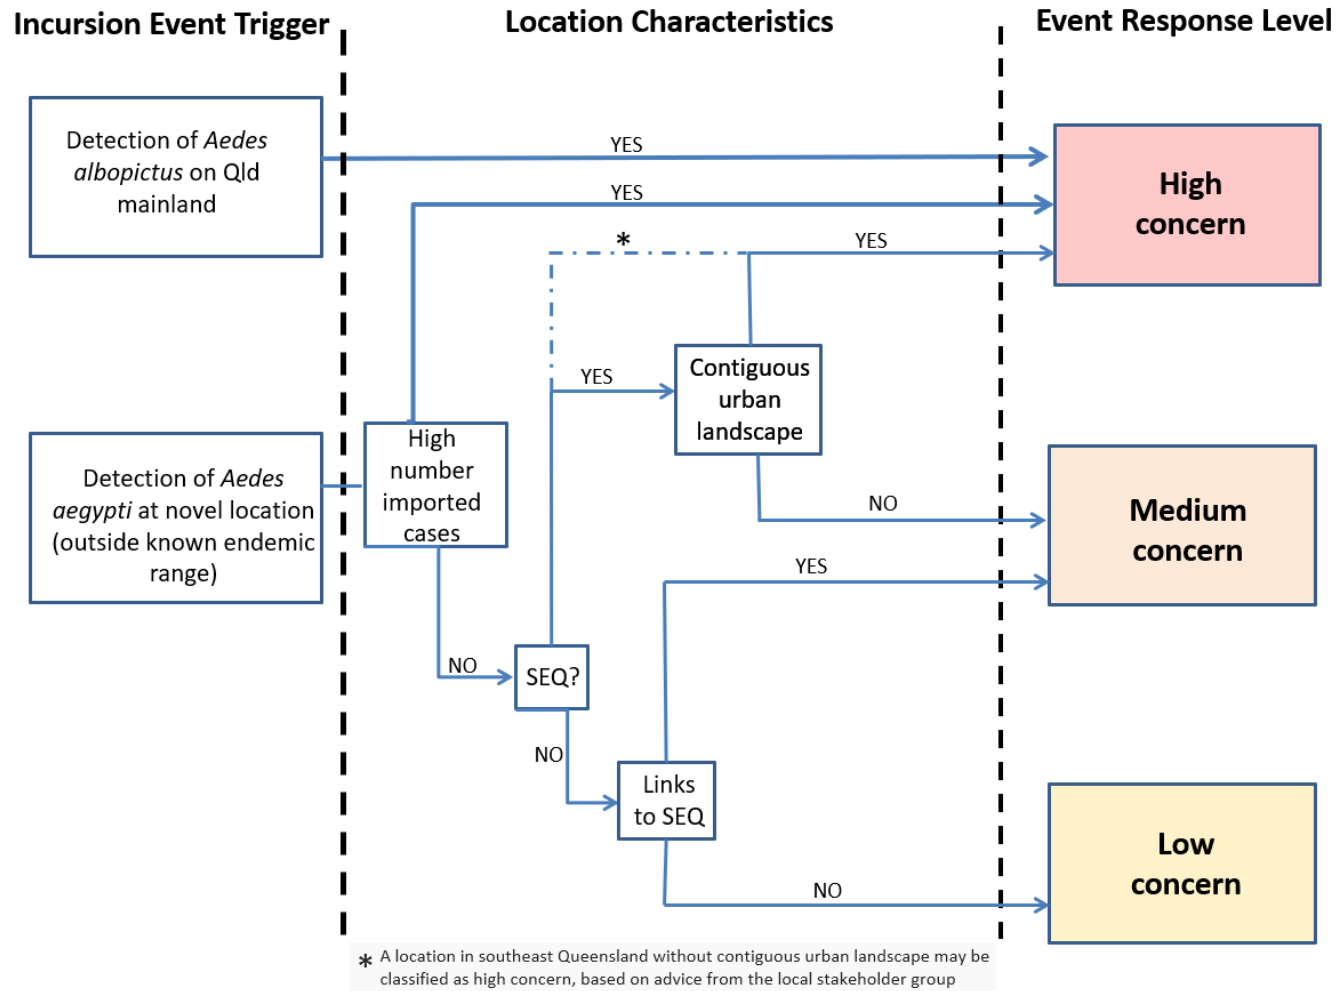 Incursion Event Trigger
Location Characteristics
Event Response Level
Detection of Aedes
albopictus on Qld
mainland
YES
High
concern
YES
*
YES
Contiguous
urban
landscape
YES
High
number
imported
cases
Detection of Aedes
aegypti at novel location
(outside known endemic
range)
NO
Medium
concern
YES
NO
SEQ?
NO
Links
to SEQ
Low
concern
NO
* A location in southeast Queensland without contiguous urban landscape may be
classified as high concern, based on advice from the local stakeholder group